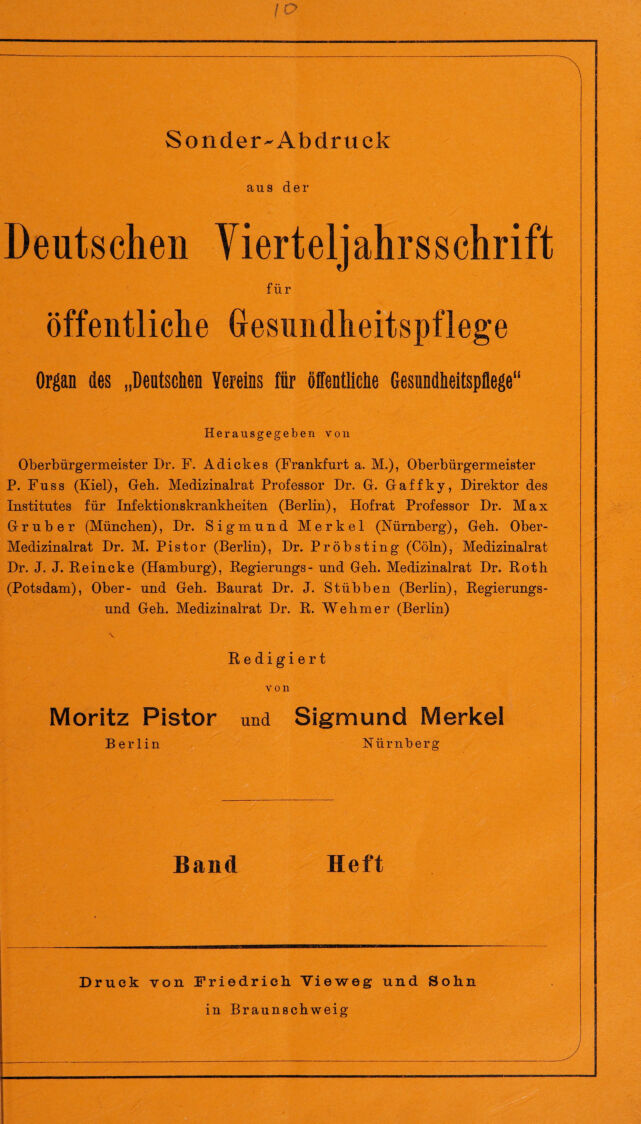 10
Sonder-Abdruck
aus der
Deutschen Vierteljahrsschrift
für
öffentliche Gesundheitspflege
Organ des „Deutschen Vereins für öffentliche Gesundheitspflege“
Herausgegeben von
Oberbürgermeister Dr. F. Adickes (Frankfurt a. M.), Oberbürgermeister
P. Fuss (Kiel), Geh. Medizinalrat Professor Dr. G. Gaffky, Direktor des
Institutes für Infektionskrankheiten (Berlin), Hofrat Professor Dr. Max
Gruber (München), Dr. Sigmund Merkel (Nürnberg), Geh. Ober-
Medizinalrat Dr. M. Pistor (Berlin), Dr. Pröbsting (Cöln), Medizinalrat
Dr. J. J. Reincke (Hamburg), Regierungs- und Geh. Medizinalrat Dr. Roth
(Potsdam), Ober- und Geh. Baurat Dr. J. Stübben (Berlin), Regierungs-
und Geh. Medizinalrat Dr. R. Wehmer (Berlin)
Redigiert
von
Moritz Pistor und Sigmund Merkel
Berlin Nürnberg
Band Heft
Druck von Friedrich Vieweg und Sohn
in Braunschweig